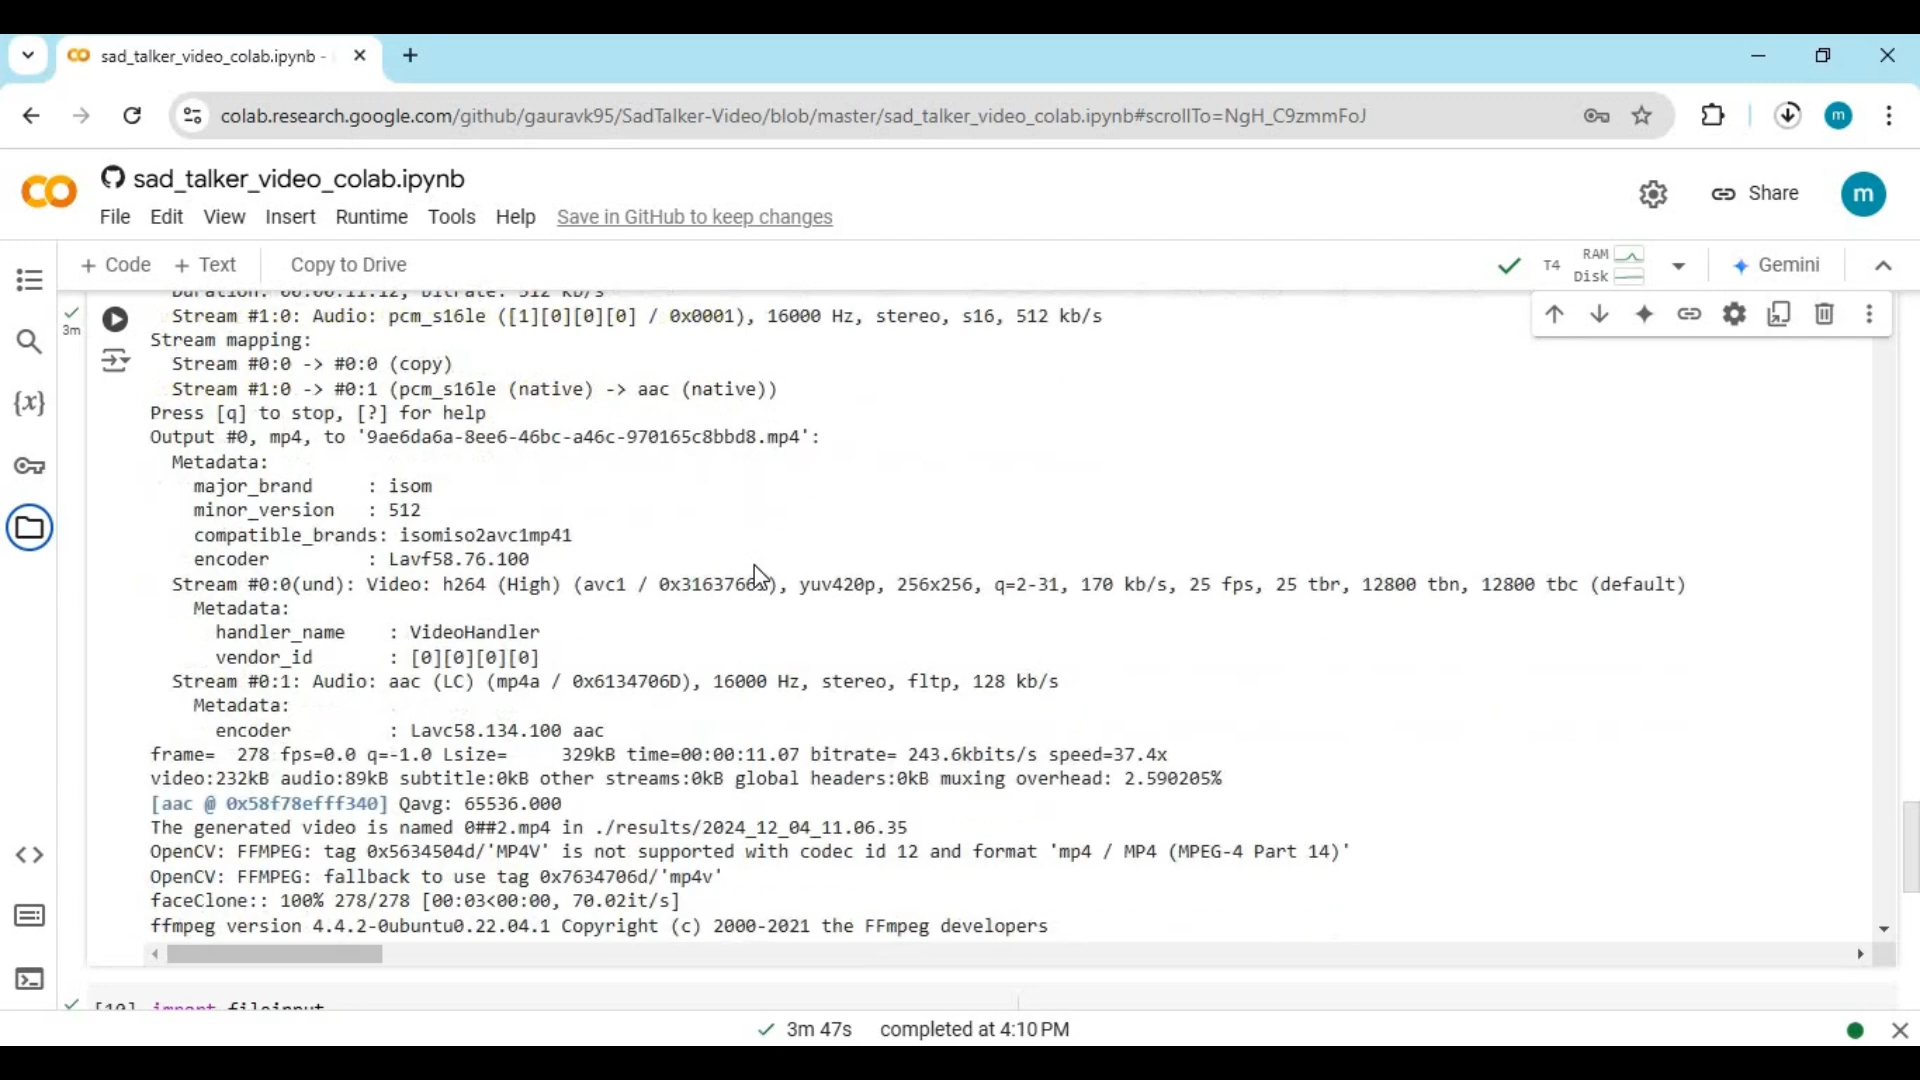 sad_talker_video_colab.ipynb -
colab.research.google.com/github/gauravk95/SadTalker-Video/blob/master/sad_talker_video_colab.ipynb#scrollTo=NgH_C9zmmFoJ
m
sad_talker_video_colab.ipynb
Share
m
File Edit View Insert Runtime Tools Help Save in GitHub to keep changes
+ Code + Text Copy to Drive
T4
RAM
Disk
Gemini
Duration: 00:00:11.12, bitrate: 512 kb/s
3m
Stream #1:0: Audio: pcm_s16le ([1][0][0][0] / 0x0001), 16000 Hz, stereo, s16, 512 kb/s
Stream mapping:
Stream #0:0 -> #0:0 (copy)
Stream #1:0 -> #0:1 (pcm_s16le (native) -> aac (native))
Press [q] to stop, [?] for help
Output #0, mp4, to '9ae6da6a-8ee6-46bc-a46c-970165c8bbd8.mp4':
Metadata:
major_brand : isom
minor_version : 512
compatible_brands: isomiso2avc1mp41
encoder : Lavf58.76.100
Stream #0:0(und): Video: h264 (High) (avc1 / yuv420p, 256x256, q=2-31, 170 kb/s, 25 fps, 25 tbr, 12800 tbn, 12800 tbc (default)
Metadata:
handler_name : VideoHandler
vendor_id : [0][0][0][0]
Stream #0:1: Audio: aac (LC) (mp4a / 0x6134706D), 16000 Hz, stereo, fltp, 128 kb/s
Metadata:
encoder : Lavc58.134.100 aac
frame= 278 fps=0.0 q=-1.0 Lsize= 329kB time=00:00:11.07 bitrate= 243.6kbits/s speed=37.4x
video:232kB audio:89kB subtitle:0kB other streams:0kB global headers:0kB muxing overhead: 2.590205%
[aac @ 0x58f78efff340] Qavg: 65536.000
The generated video is named 0##2.mp4 in ./results/2024_12_04_11.06.35
OpenCV: FFMPEG: tag 0x5634504d/'MP4V' is not supported with codec id 12 and format 'mp4 / MP4 (MPEG-4 Part 14)'
OpenCV: FFMPEG: fallback to use tag 0x7634706d/'mp4v'
faceClone:: 100% 278/278 [00:03<00:00, 70.02it/s]
ffmpeg version 4.4.2-0ubuntu0.22.04.1 Copyright (c) 2000-2021 the FFmpeg developers
[10] import fileinput
3m 47s completed at 4:10 PM